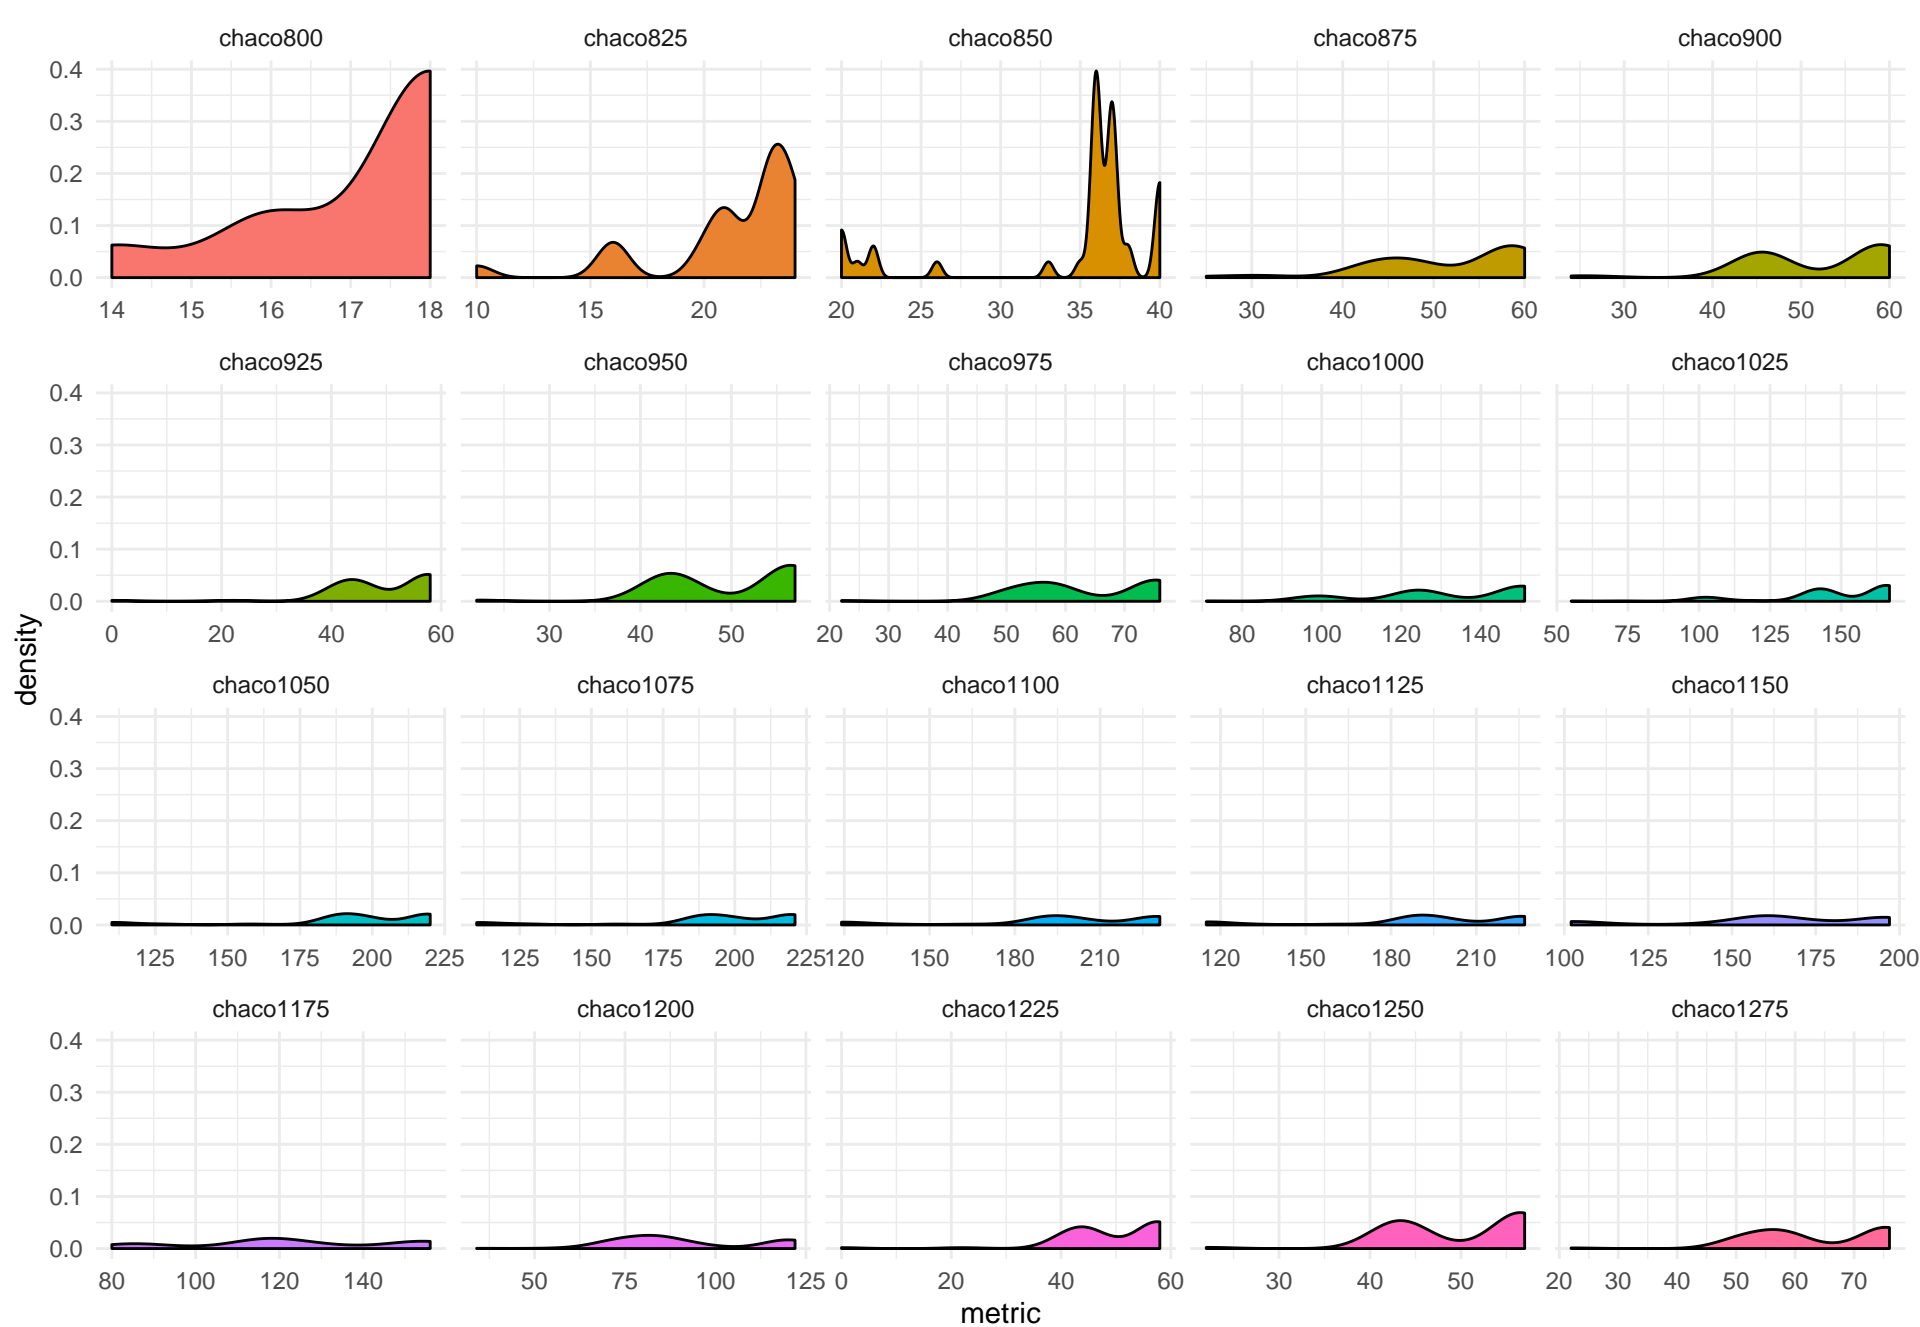 chaco800 chaco825 chaco850 chaco875 chaco900
0.4
0.3
0.2
0.1
0.0
14 15 16 17 18 10 15 20 20 25 30 35 40 30 40 50 60 30 40 50 60
chaco925 chaco950 chaco975 chaco1000 chaco1025
0.4
0.3
0.2
0.1
0.0
0 20 40 60 30 40 50 20 30 40 50 60 70 80 100 120 140 50 75 100 125 150
density
chaco1050 chaco1075 chaco1100 chaco1125 chaco1150
0.4
0.3
0.2
0.1
0.0
125 150 175 200 225 125 150 175 200 225 120 150 180 210 120 150 180 210 100 125 150 175 200
chaco1175 chaco1200 chaco1225 chaco1250 chaco1275
0.4
0.3
0.2
0.1
0.0
80 100 120 140 50 75 100 125 0 20 40 60 30 40 50 20 30 40 50 60 70
metric